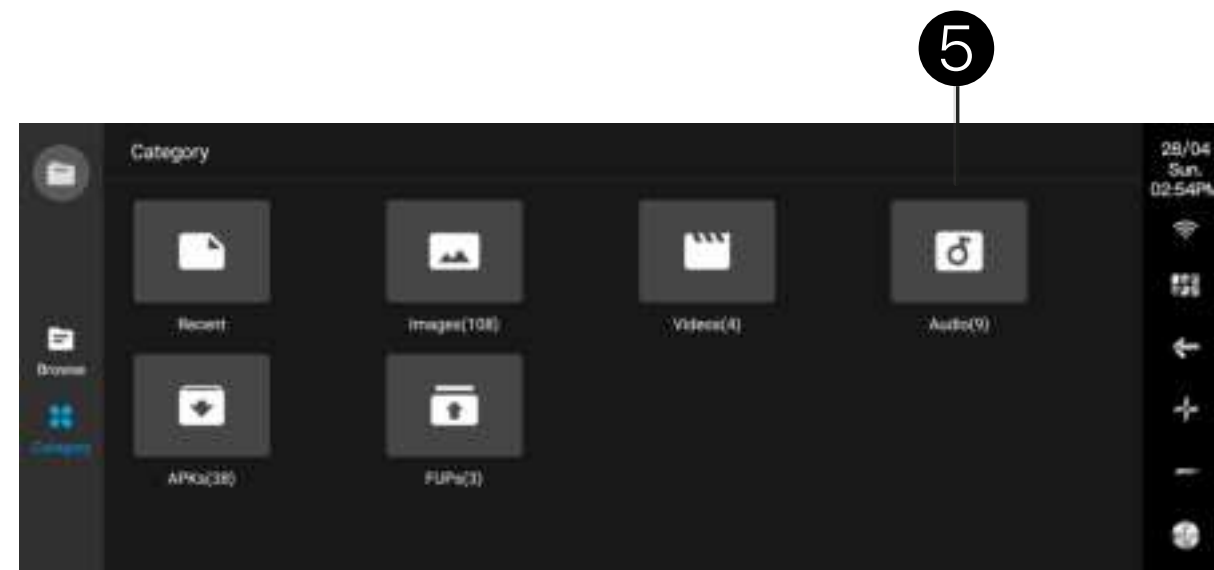 5
Category
28/04
Sun.
02:54PM
Recent
Images(108)
Videos(4)
Audio(9)
Browse
Category
APKs(38)
FUPs(3)